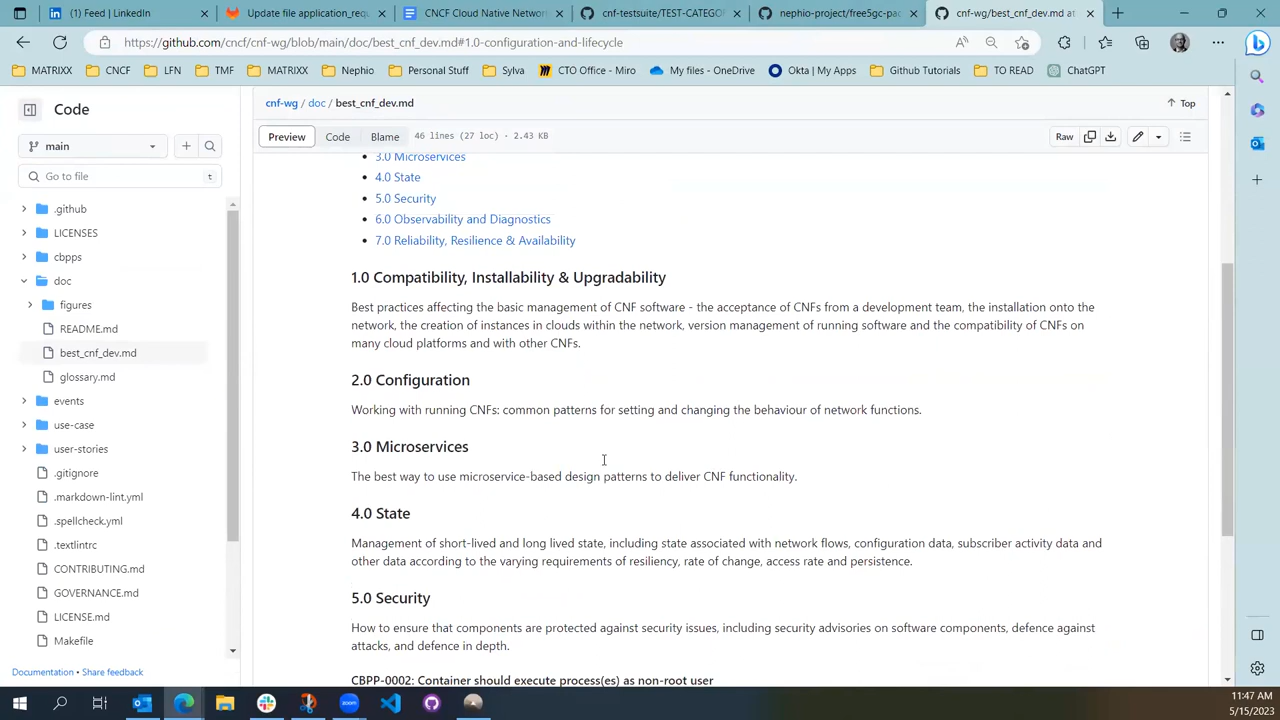 (1) Feed | LinkedIn
Update file application_requ
CNCF Cloud Native Networ
cnf-testsuite/TEST-CATEGOR
nephio-project/free5gc-pac
cnf-wg/best_cnf_dev.md at
https://github.com/cncf/cnf-wg/blob/main/doc/best_cnf_dev.md#1.0-configuration-and-lifecycle
MATRIXX
CNCF
LFN
TMF
MATRIXX
Nephio
Personal Stuff
Sylva
CTO Office - Miro
My files - OneDrive
Okta | My Apps
Github Tutorials
TO READ
ChatGPT
Code
main
Go to file
t
.github
LICENSES
cbpps
doc
figures
README.md
best_cnf_dev.md
glossary.md
events
use-case
user-stories
.gitignore
.markdown-lint.yml
.spellcheck.yml
.textlintrc
CONTRIBUTING.md
GOVERNANCE.md
LICENSE.md
Makefile
Documentation • Share feedback
cnf-wg / doc / best_cnf_dev.md
Top
Preview
Code
Blame
46 lines (27 loc) · 2.43 KB
Raw
• 3.0 Microservices
• 4.0 State
• 5.0 Security
• 6.0 Observability and Diagnostics
• 7.0 Reliability, Resilience & Availability
1.0 Compatibility, Installability & Upgradability
Best practices affecting the basic management of CNF software - the acceptance of CNFs from a development team, the installation onto the
network, the creation of instances in clouds within the network, version management of running software and the compatibility of CNFs on
many cloud platforms and with other CNFs.
2.0 Configuration
Working with running CNFs: common patterns for setting and changing the behaviour of network functions.
3.0 Microservices
The best way to use microservice-based design patterns to deliver CNF functionality.
4.0 State
Management of short-lived and long lived state, including state associated with network flows, configuration data, subscriber activity data and
other data according to the varying requirements of resiliency, rate of change, access rate and persistence.
5.0 Security
How to ensure that components are protected against security issues, including security advisories on software components, defence against
attacks, and defence in depth.
CBPP-0002: Container should execute process(es) as non-root user
11:47 AM
5/15/2023